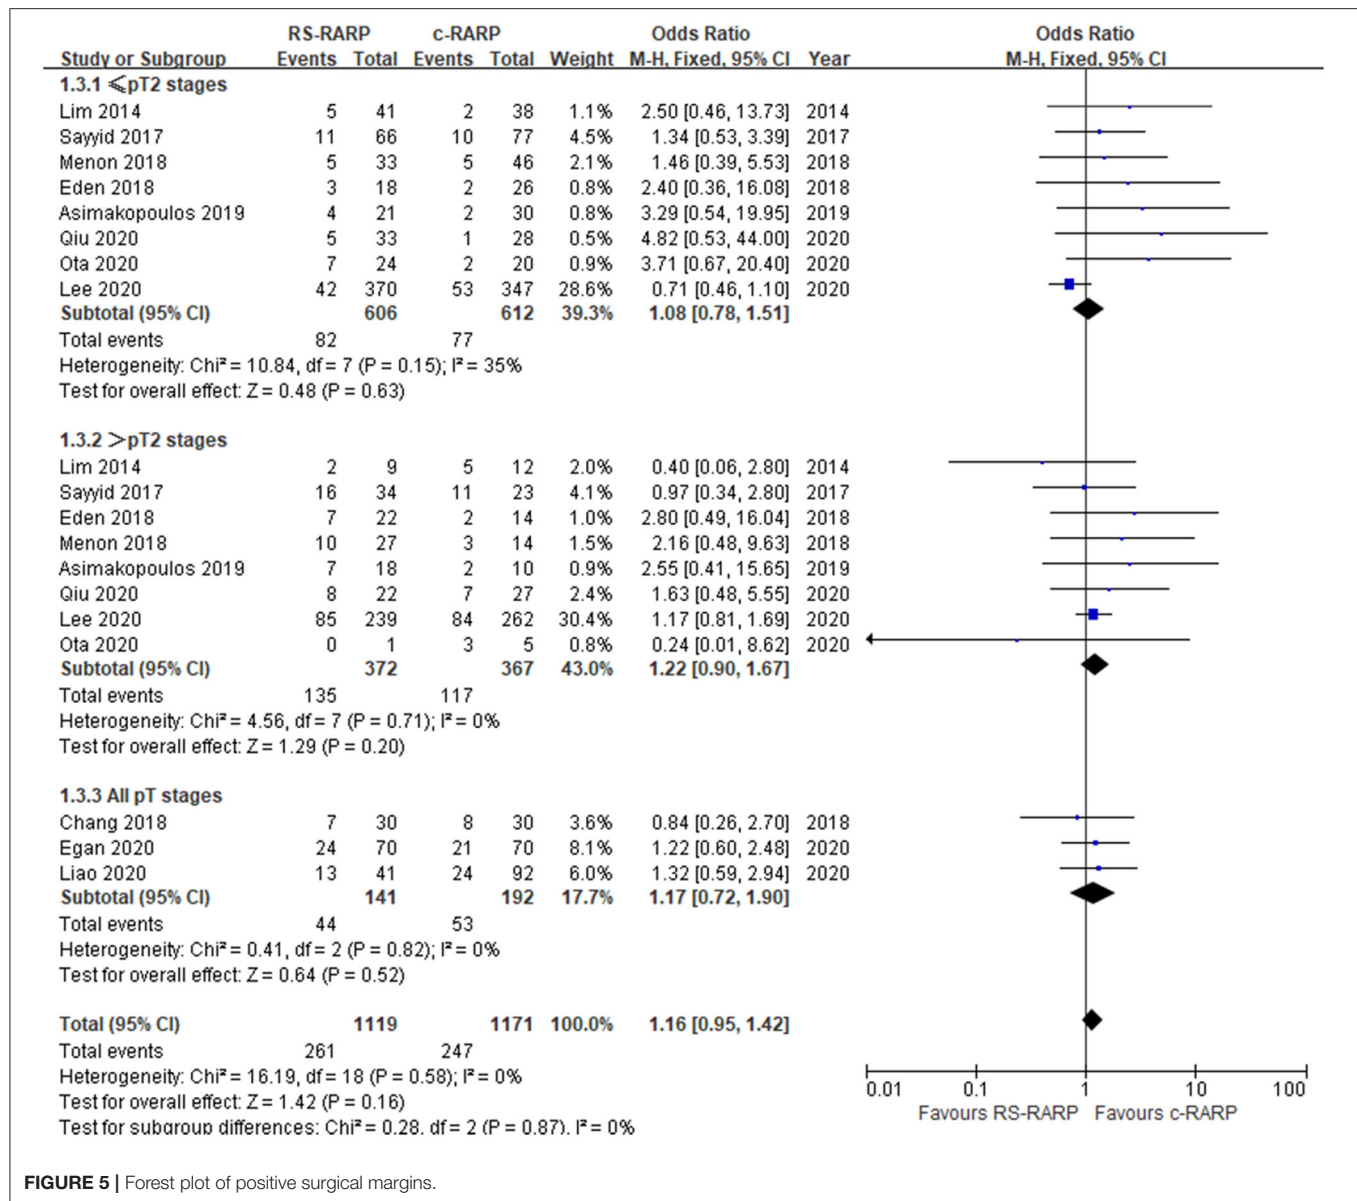 RS-RARP c-RARP Odds Ratio Odds Ratio
Study or Subgroup Events Total Events Total Weight M-H, Fixed, 95% CI Year M-H, Fixed, 95% CI
1.3.1 ⩽pT2 stages
Lim 2014 5 41 2 38 1.1% 2.50 [0.46, 13.73] 2014
Sayyid 2017 11 66 10 77 4.5% 1.34 [0.53, 3.39] 2017
Menon 2018 5 33 5 46 2.1% 1.46 [0.39, 5.53] 2018
Eden 2018 3 18 2 26 0.8% 2.40 [0.36, 16.08] 2018
Asimakopoulos 2019 4 21 2 30 0.8% 3.29 [0.54, 19.95] 2019
Qiu 2020 5 33 1 28 0.5% 4.82 [0.53, 44.00] 2020
Ota 2020 7 24 2 20 0.9% 3.71 [0.67, 20.40] 2020
Lee 2020 42 370 53 347 28.6% 0.71 [0.46, 1.10] 2020
Subtotal (95% CI) 606 612 39.3% 1.08 [0.78, 1.51]
Total events 82 77
Heterogeneity: Chi² = 10.84, df = 7 (P = 0.15); I² = 35%
Test for overall effect: Z = 0.48 (P = 0.63)
1.3.2 >pT2 stages
Lim 2014 2 9 5 12 2.0% 0.40 [0.06, 2.80] 2014
Sayyid 2017 16 34 11 23 4.1% 0.97 [0.34, 2.80] 2017
Eden 2018 7 22 2 14 1.0% 2.80 [0.49, 16.04] 2018
Menon 2018 10 27 3 14 1.5% 2.16 [0.48, 9.63] 2018
Asimakopoulos 2019 7 18 2 10 0.9% 2.55 [0.41, 15.65] 2019
Qiu 2020 8 22 7 27 2.4% 1.63 [0.48, 5.55] 2020
Lee 2020 85 239 84 262 30.4% 1.17 [0.81, 1.69] 2020
Ota 2020 0 1 3 5 0.8% 0.24 [0.01, 8.62] 2020
Subtotal (95% CI) 372 367 43.0% 1.22 [0.90, 1.67]
Total events 135 117
Heterogeneity: Chi² = 4.56, df = 7 (P = 0.71); I² = 0%
Test for overall effect: Z = 1.29 (P = 0.20)
1.3.3 All pT stages
Chang 2018 7 30 8 30 3.6% 0.84 [0.26, 2.70] 2018
Egan 2020 24 70 21 70 8.1% 1.22 [0.60, 2.48] 2020
Liao 2020 13 41 24 92 6.0% 1.32 [0.59, 2.94] 2020
Subtotal (95% CI) 141 192 17.7% 1.17 [0.72, 1.90]
Total events 44 53
Heterogeneity: Chi² = 0.41, df = 2 (P = 0.82); I² = 0%
Test for overall effect: Z = 0.64 (P = 0.52)
Total (95% CI) 1119 1171 100.0% 1.16 [0.95, 1.42]
Total events 261 247
Heterogeneity: Chi² = 16.19, df = 18 (P = 0.58); I² = 0%
Test for overall effect: Z = 1.42 (P = 0.16)
Test for subgroup differences: Chi² = 0.28, df = 2 (P = 0.87), I² = 0%
0.01 0.1 1 10 100
Favours RS-RARP Favours c-RARP
FIGURE 5 | Forest plot of positive surgical margins.